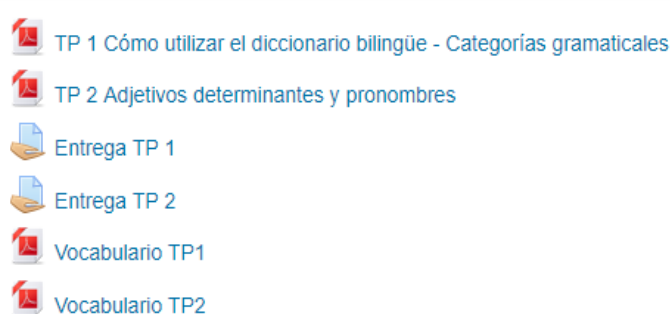 TP 1 Cómo utilizar el diccionario bilingüe - Categorías gramaticales
TP 2 Adjetivos determinantes y pronombres
Entrega TP 1
Entrega TP 2
Vocabulario TP1
Vocabulario TP2